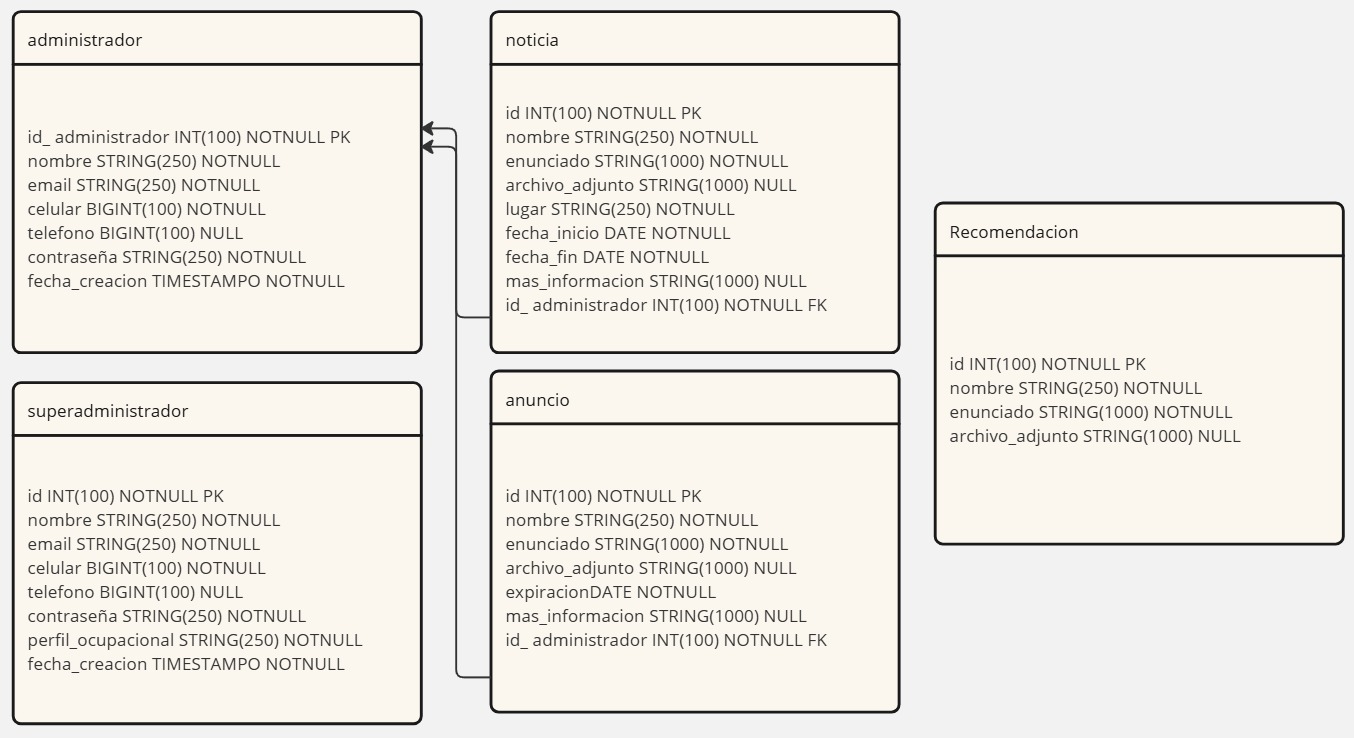 administrador
id_ administrador INT(100) NOTNULL PK
nombre STRING(250) NOTNULL
email STRING(250) NOTNULL
celular BIGINT(100) NOTNULL
telefono BIGINT(100) NULL
contraseña STRING(250) NOTNULL
fecha_creacion TIMESTAMPO NOTNULL
noticia
id INT(100) NOTNULL PK
nombre STRING(250) NOTNULL
enunciado STRING(1000) NOTNULL
archivo_adjunto STRING(1000) NULL
lugar STRING(250) NOTNULL
fecha_inicio DATE NOTNULL
fecha_fin DATE NOTNULL
mas_informacion STRING(1000) NULL
id_ administrador INT(100) NOTNULL FK
superadministrador
id INT(100) NOTNULL PK
nombre STRING(250) NOTNULL
email STRING(250) NOTNULL
celular BIGINT(100) NOTNULL
telefono BIGINT(100) NULL
contraseña STRING(250) NOTNULL
perfil_ocupacional STRING(250) NOTNULL
fecha_creacion TIMESTAMPO NOTNULL
anuncio
id INT(100) NOTNULL PK
nombre STRING(250) NOTNULL
enunciado STRING(1000) NOTNULL
archivo_adjunto STRING(1000) NULL
expiracionDATE NOTNULL
mas_informacion STRING(1000) NULL
id_ administrador INT(100) NOTNULL FK
Recomendacion
id INT(100) NOTNULL PK
nombre STRING(250) NOTNULL
enunciado STRING(1000) NOTNULL
archivo_adjunto STRING(1000) NULL